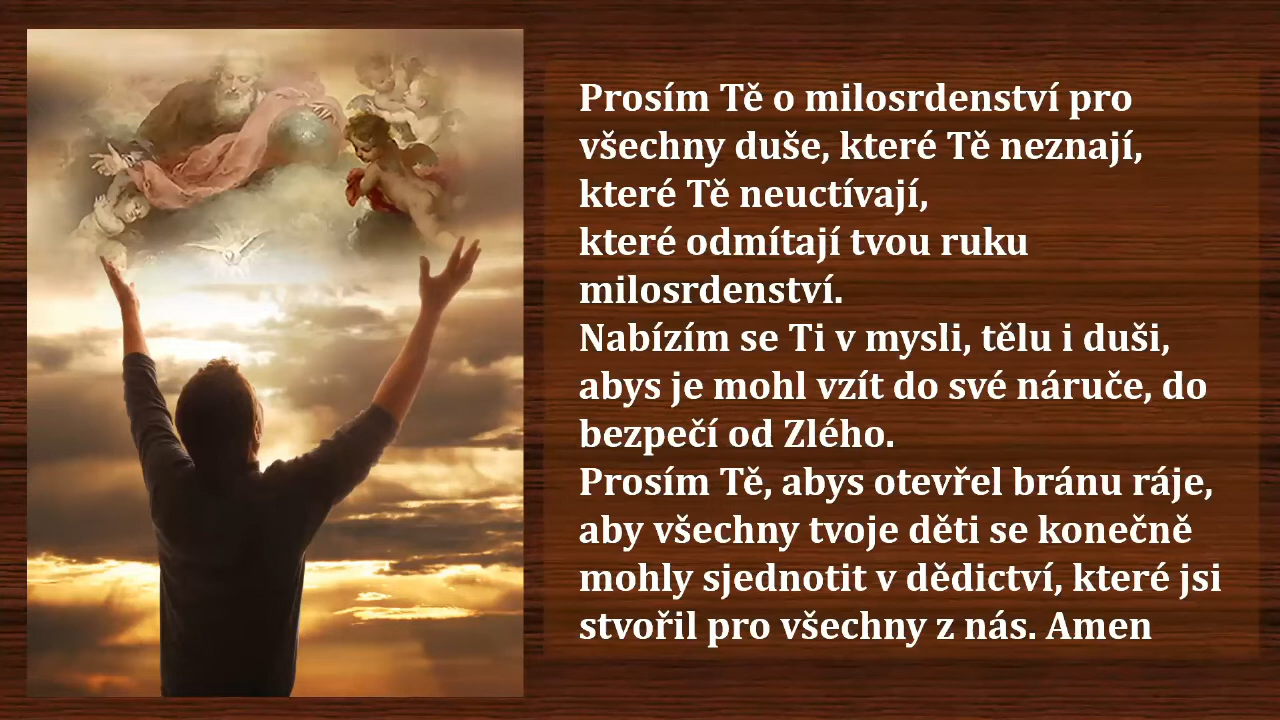 Prosím Tě o milosrdenství pro
všechny duše, které Tě neznají,
které Tě neuctívají,
které odmítají tvou ruku
milosrdenství.
Nabízím se Ti v mysli, tělu i duši,
abys je mohl vzít do své náruče, do
bezpečí od Zlého.
Prosím Tě, abys otevřel bránu ráje,
aby všechny tvoje děti se konečně
mohly sjednotit v dědictví, které jsi
stvořil pro všechny z nás. Amen